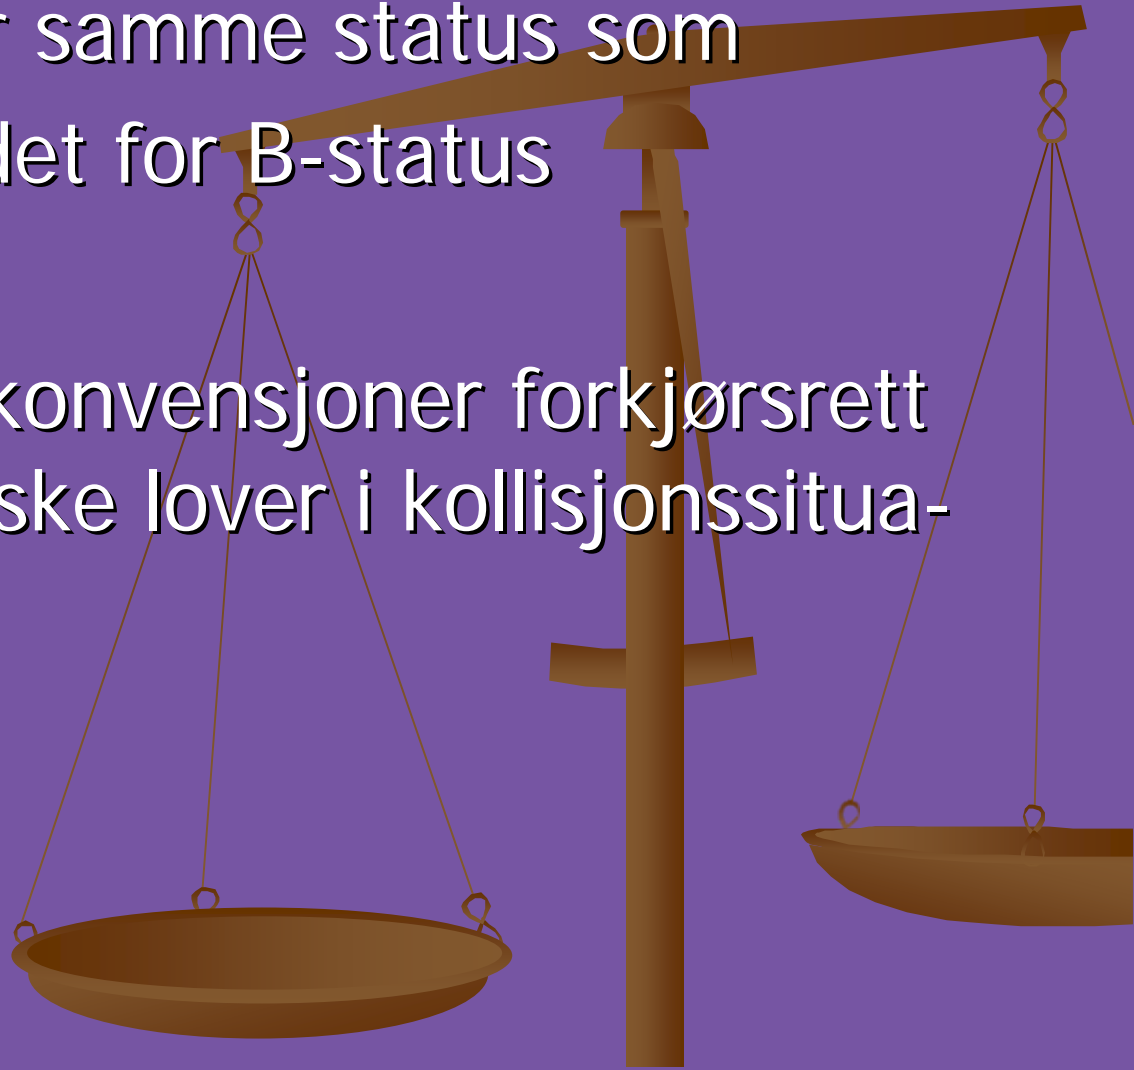 r samme status som
det for B-status
konvensjoner forkjørsrett
ske lover i kollisjonssitua-